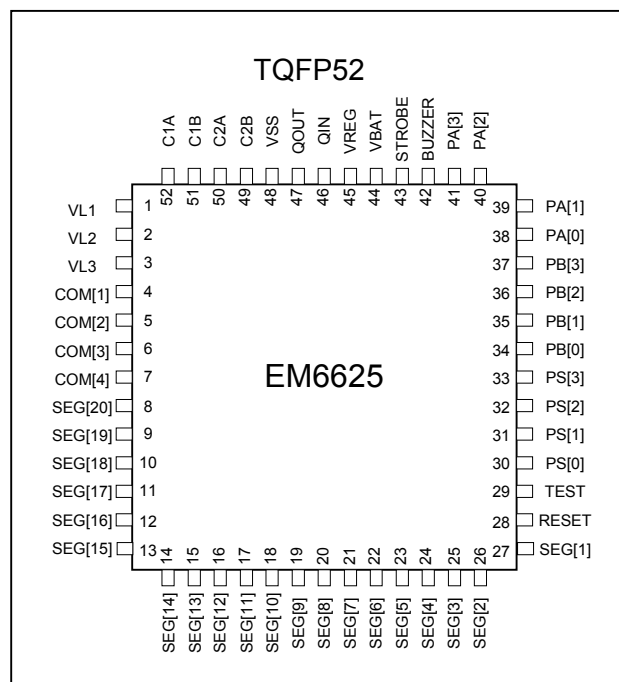 TQFP52
C1A C1B C2A C2B VSS QOUT QIN VREG VBAT STROBE BUZZER PA[3] PA[2]
52 51 50 49 48 47 46 45 44 43 42 41 40
VL1 1 39 PA[1]
VL2 2 38 PA[0]
VL3 3 37 PB[3]
COM[1] 4 36 PB[2]
COM[2] 5 35 PB[1]
COM[3] 6 34 PB[0]
COM[4] 7 33 PS[3]
EM6625
SEG[20] 8 32 PS[2]
SEG[19] 9 31 PS[1]
SEG[18] 10 30 PS[0]
SEG[17] 11 29 TEST
SEG[16] 12 28 RESET
SEG[15] 13 27 SEG[1]
14 15 16 17 18 19 20 21 22 23 24 25 26
SEG[14] SEG[13] SEG[12] SEG[11] SEG[10] SEG[9] SEG[8] SEG[7] SEG[6] SEG[5] SEG[4] SEG[3] SEG[2]